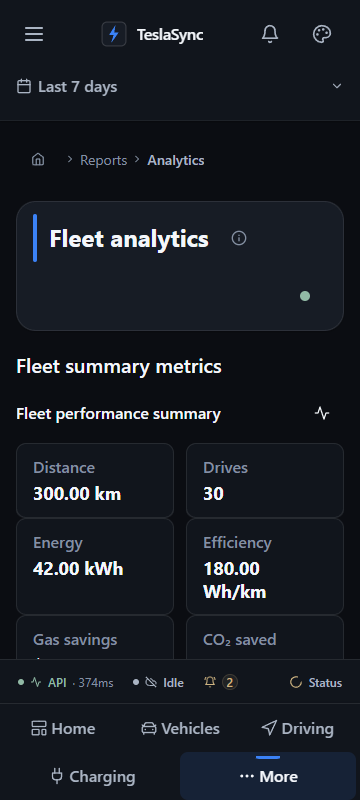 TeslaSync
Last 7 days
Reports
Analytics
Fleet analytics
Fleet summary metrics
Fleet performance summary
Distance
300.00 km
Drives
30
Energy
42.00 kWh
Efficiency
180.00
Wh/km
Gas savings
CO₂ saved
API · 374ms
Idle
2
Status
Home
Vehicles
Driving
Charging
More